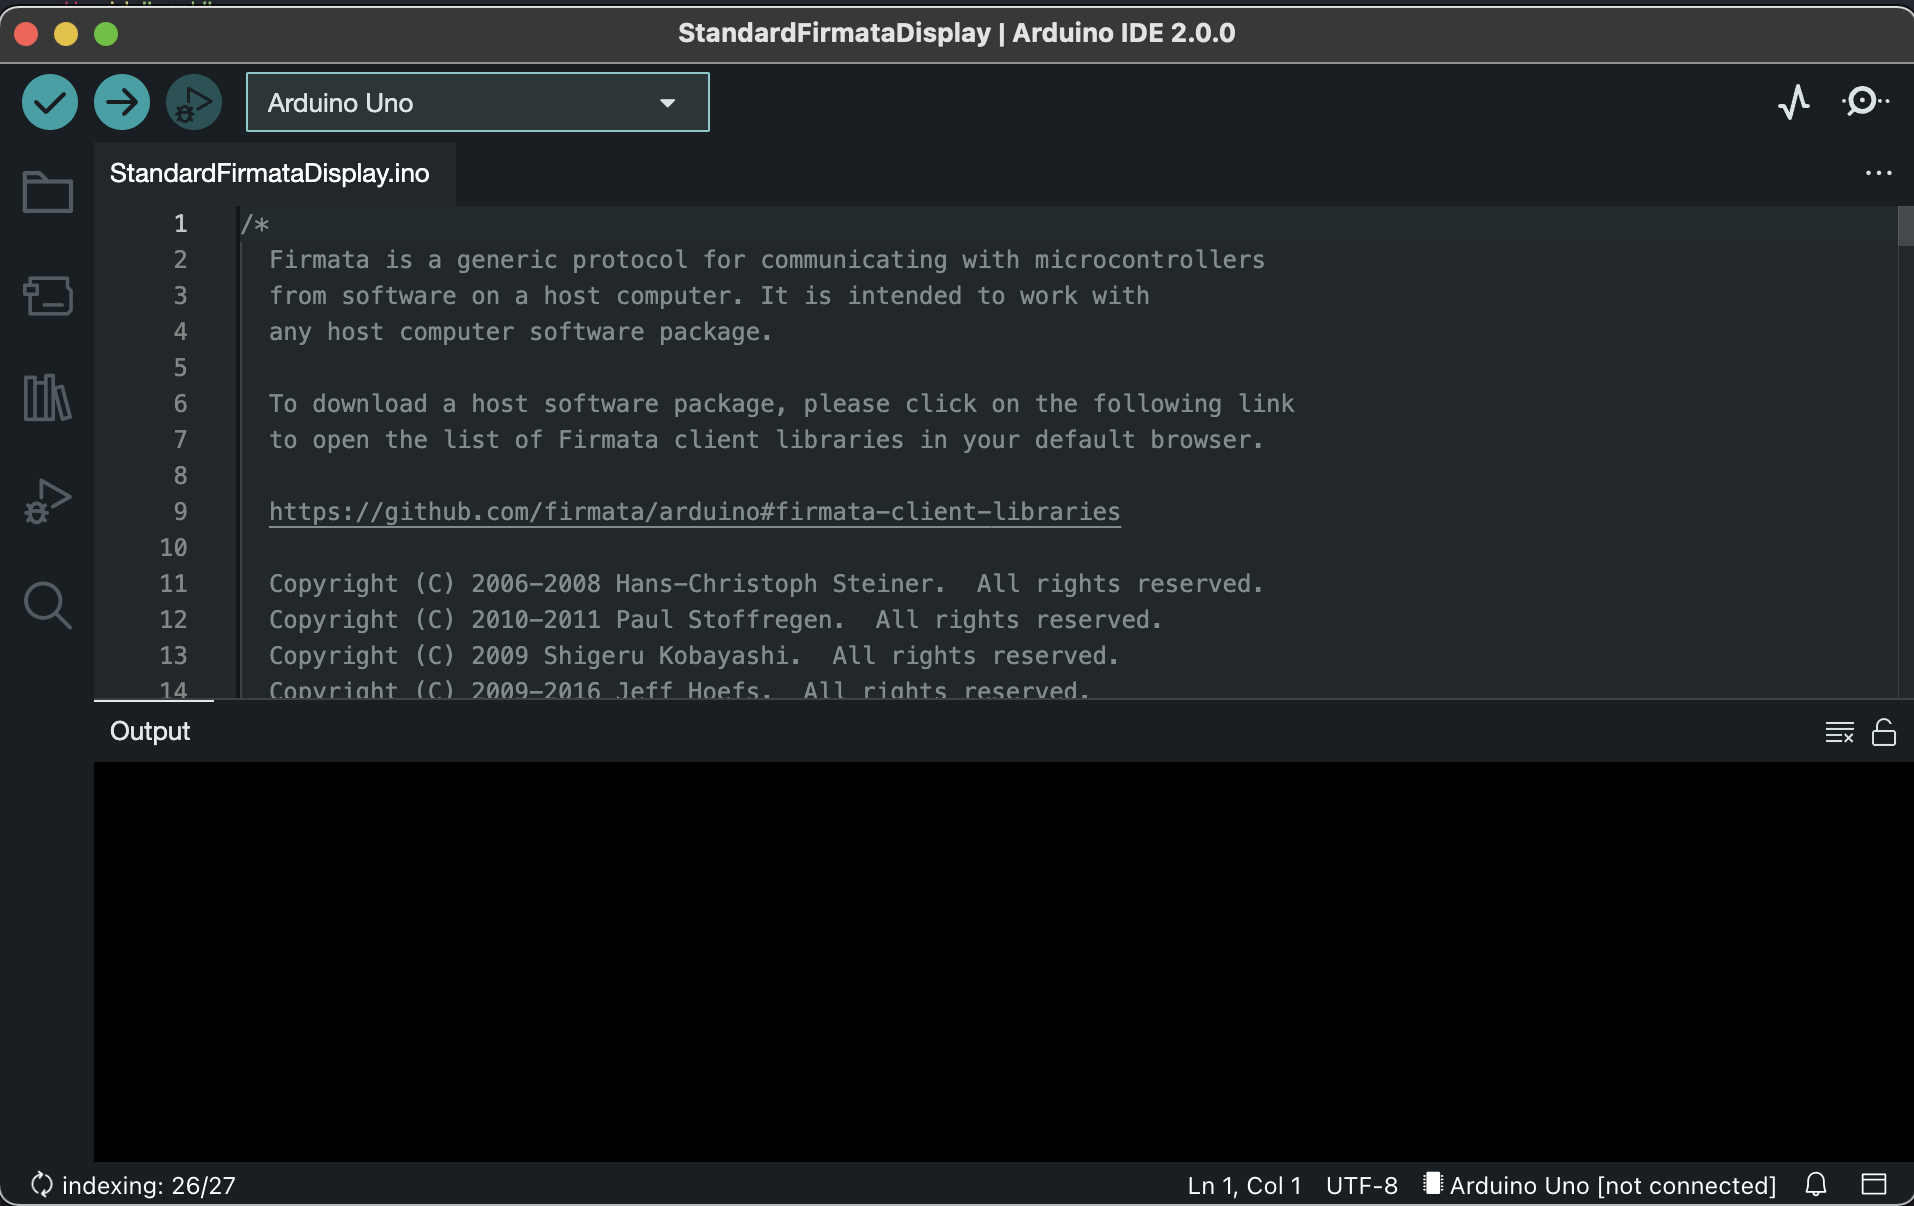 StandardFirmataDisplay | Arduino IDE 2.0.0
Arduino Uno
StandardFirmataDisplay.ino
1 /*
2 Firmata is a generic protocol for communicating with microcontrollers
3 from software on a host computer. It is intended to work with
4 any host computer software package.
5
6 To download a host software package, please click on the following link
7 to open the list of Firmata client libraries in your default browser.
8
9 https://github.com/firmata/arduino#firmata-client-libraries
10
11 Copyright (C) 2006-2008 Hans-Christoph Steiner.  All rights reserved.
12 Copyright (C) 2010-2011 Paul Stoffregen.  All rights reserved.
13 Copyright (C) 2009 Shigeru Kobayashi.  All rights reserved.
14 Copyright (C) 2009-2016 Jeff Hoefs.  All rights reserved.
Output
indexing: 26/27
Ln 1, Col 1 UTF-8 Arduino Uno [not connected]